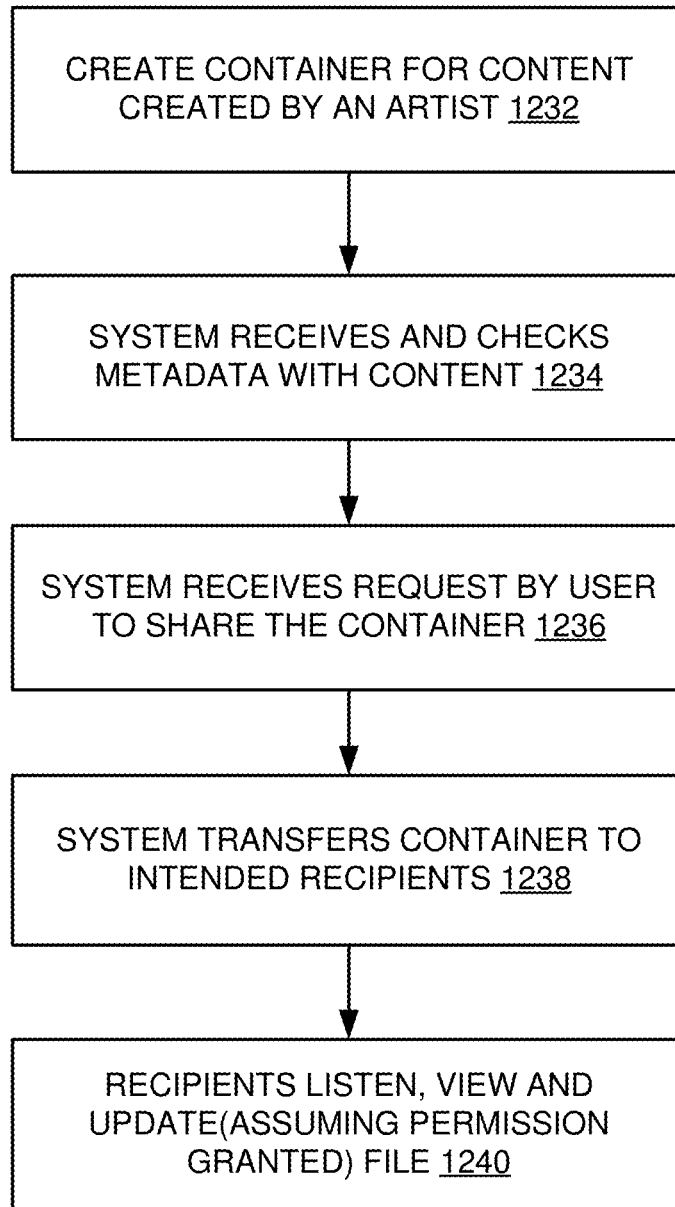 CREATE CONTAINER FOR CONTENT
CREATED BY AN ARTIST 1232
SYSTEM RECEIVES AND CHECKS
METADATA WITH CONTENT 1234
SYSTEM RECEIVES REQUEST BY USER
TO SHARE THE CONTAINER 1236
SYSTEM TRANSFERS CONTAINER TO
INTENDED RECIPIENTS 1238
RECIPIENTS LISTEN, VIEW AND
UPDATE(ASSUMING PERMISSION
GRANTED) FILE 1240